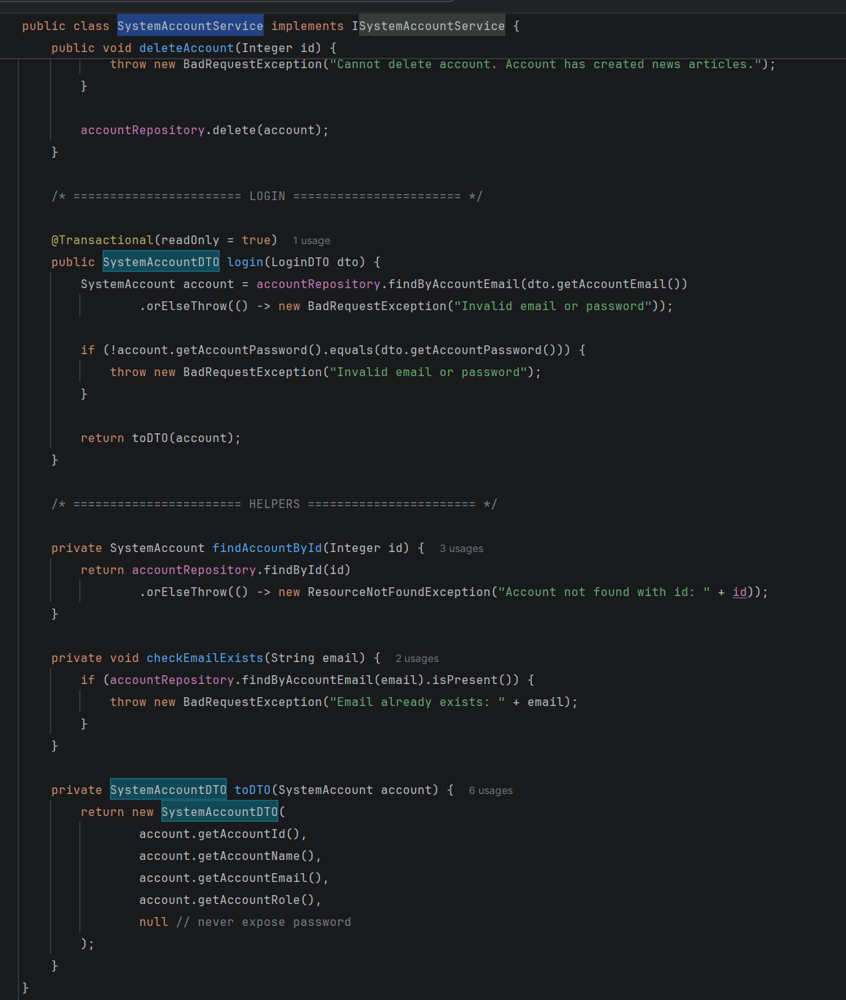 public class SystemAccountService implements ISystemAccountService {
    public void deleteAccount(Integer id) {
            throw new BadRequestException("Cannot delete account. Account has created news articles.");
        }

        accountRepository.delete(account);
    }

    /* ======================= LOGIN ======================= */

    @Transactional(readOnly = true)  1 usage
    public SystemAccountDTO login(LoginDTO dto) {
        SystemAccount account = accountRepository.findByAccountEmail(dto.getAccountEmail())
                .orElseThrow(() -> new BadRequestException("Invalid email or password"));

        if (!account.getAccountPassword().equals(dto.getAccountPassword())) {
            throw new BadRequestException("Invalid email or password");
        }

        return toDTO(account);
    }

    /* ======================= HELPERS ======================= */

    private SystemAccount findAccountById(Integer id) {  3 usages
        return accountRepository.findById(id)
                .orElseThrow(() -> new ResourceNotFoundException("Account not found with id: " + id));
    }

    private void checkEmailExists(String email) {  2 usages
        if (accountRepository.findByAccountEmail(email).isPresent()) {
            throw new BadRequestException("Email already exists: " + email);
        }
    }

    private SystemAccountDTO toDTO(SystemAccount account) {  6 usages
        return new SystemAccountDTO(
                account.getAccountId(),
                account.getAccountName(),
                account.getAccountEmail(),
                account.getAccountRole(),
                null // never expose password
        );
    }
}